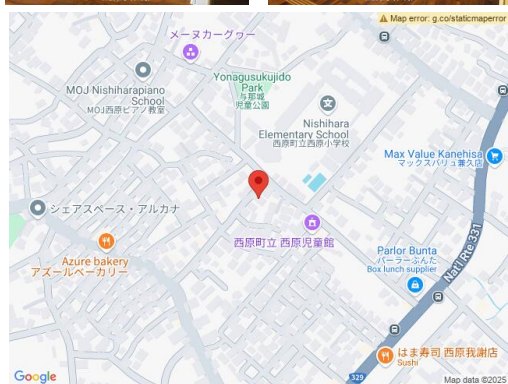 Map error: g.co/staticmaperror
メーヌカーグヮー
MOJ Nishiharapiano
School
MOJ西原ピアノ教室
Yonagusukujido
Park
与那城
児童公園
Nishihara
Elementary School
西原町立西原小学校
Max Value Kanehisa
マックスバリュ兼久店
シェアスペース・アルカナ
西原町立 西原児童館
Azure bakery
アズールベーカリー
Nat'l Rte 331
Parlor Bunta
パーラーぶんた
Box lunch supplier
はま寿司 西原我謝店
Sushi
329
Google
Map data ©2025